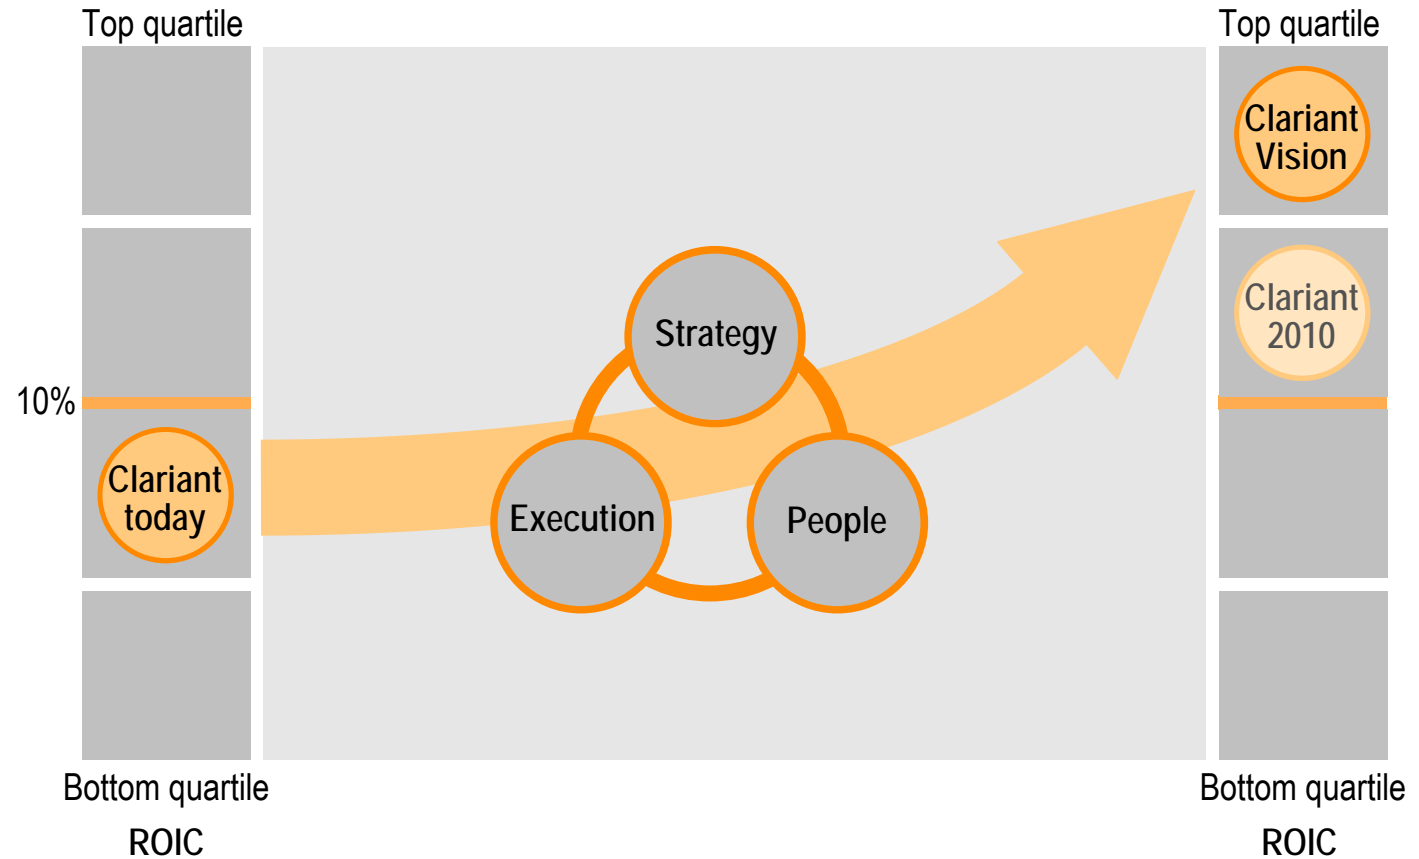 Top quartile
Top quartile
Clariant
Vision
Clariant
2010
Strategy
10%
Clariant
today
Execution
People
Bottom quartile
Bottom quartile
ROIC
ROIC